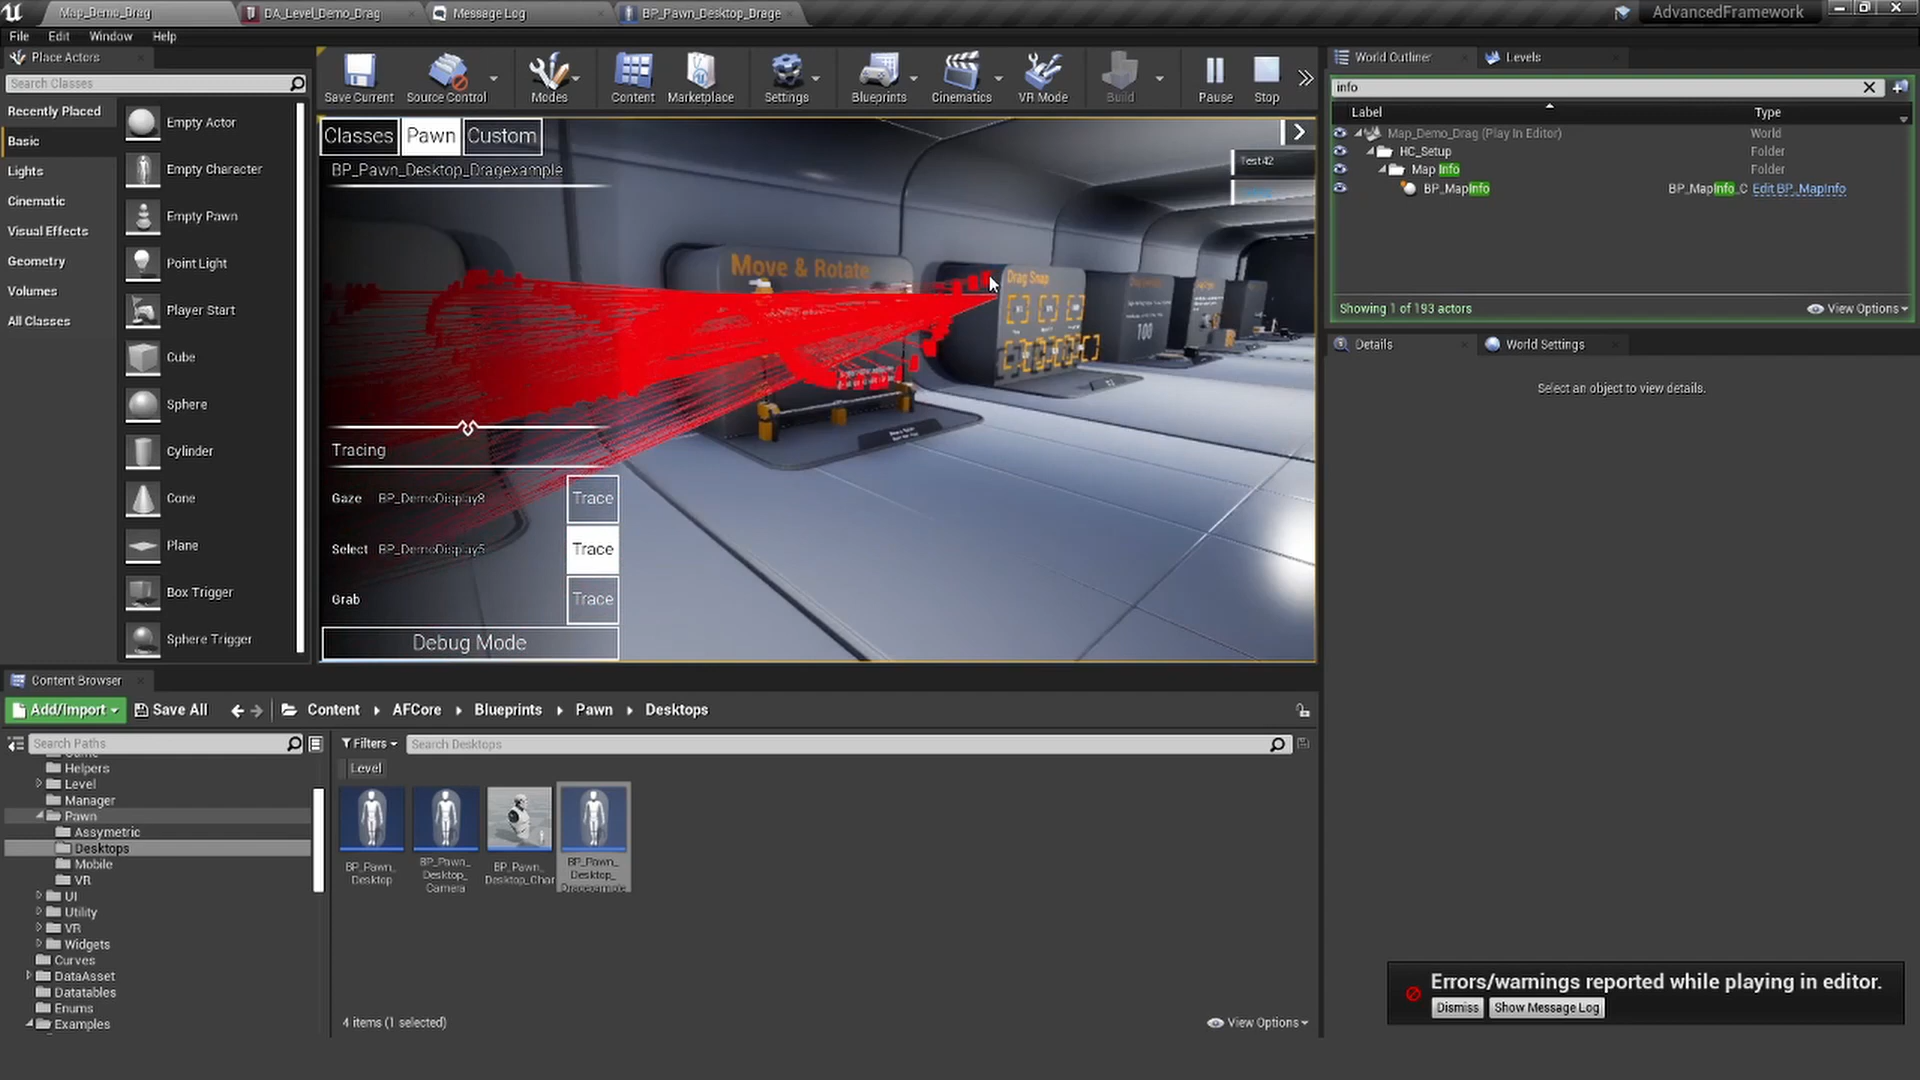 Map_Demo_Drag
DA_Level_Demo_Drag
Message Log
BP_Pawn_Desktop_Drage
AdvancedFramework
File Edit Window Help
Place Actors
Search Classes
Recently Placed
Basic
Lights
Cinematic
Visual Effects
Geometry
Volumes
All Classes
Empty Actor
Empty Character
Empty Pawn
Point Light
Player Start
Cube
Sphere
Cylinder
Cone
Plane
Box Trigger
Sphere Trigger
Save Current
Source Control
Modes
Content
Marketplace
Settings
Blueprints
Cinematics
VR Mode
Build
Pause
Stop
Classes Pawn Custom
BP_Pawn_Desktop_Dragexample
Test42
Move & Rotate
Drag Snap
100
Tracing
Gaze BP_DemoDisplay8 Trace
Select BP_DemoDisplay5 Trace
Grab Trace
Debug Mode
World Outliner
Levels
info
Label Type
Map_Demo_Drag (Play In Editor) World
HC_Setup Folder
Map Info Folder
BP_MapInfo BP_MapInfo_C Edit BP_MapInfo
Showing 1 of 193 actors
View Options
Details
World Settings
Select an object to view details.
Content Browser
Add/Import
Save All
Content
AFCore
Blueprints
Pawn
Desktops
Search Paths
Filters
Search Desktops
Level
Helpers
Level
Manager
Pawn
Assymetric
Desktops
Mobile
VR
UI
Utility
VR
Widgets
Curves
DataAsset
Datatables
Enums
Examples
BP_Pawn_
Desktop
BP_Pawn_
Desktop_
Camera
BP_Pawn_
Desktop_Char
BP_Pawn_
Desktop_
Dragexample
4 items (1 selected)
View Options
Errors/warnings reported while playing in editor.
Dismiss
Show Message Log